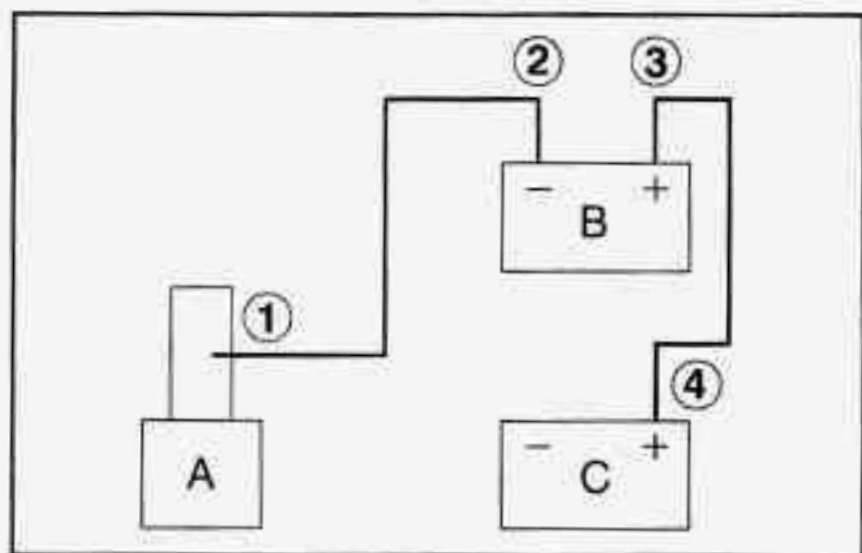 ② ③
− +
B
①
④
− +
A C